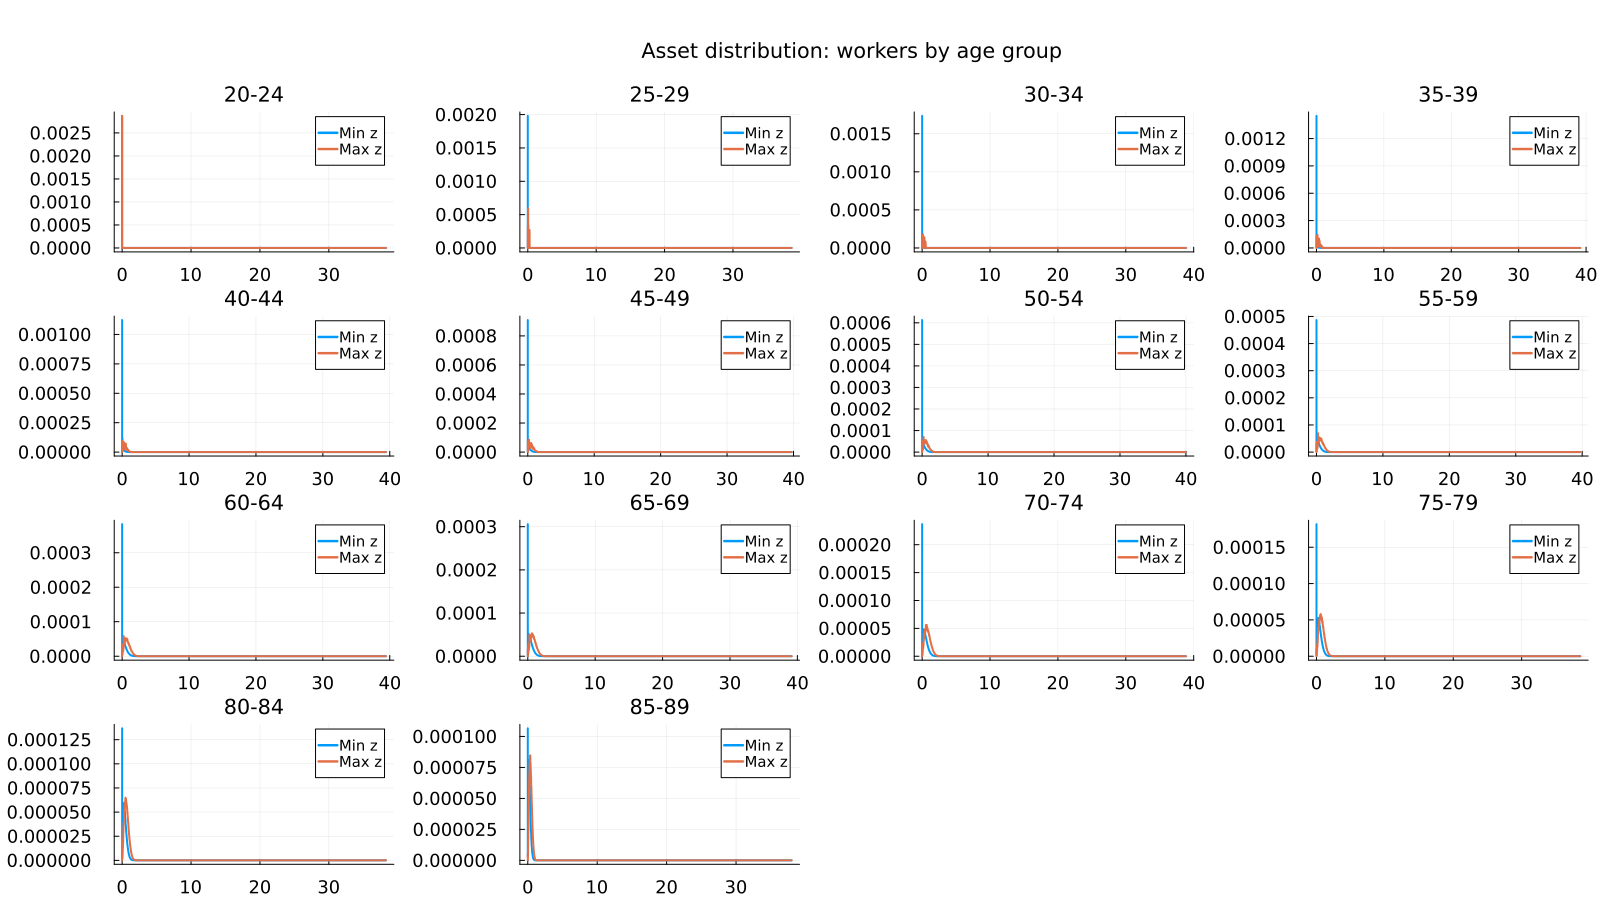 Asset distribution: workers by age group
20-24
0.0025
0.0020
0.0015
0.0010
0.0005
0.0000
0 10 20 30
Min z
Max z
25-29
0.0020
0.0015
0.0010
0.0005
0.0000
0 10 20 30
Min z
Max z
30-34
0.0015
0.0010
0.0005
0.0000
0 10 20 30 40
Min z
Max z
35-39
0.0012
0.0009
0.0006
0.0003
0.0000
0 10 20 30 40
Min z
Max z
40-44
0.00100
0.00075
0.00050
0.00025
0.00000
0 10 20 30 40
Min z
Max z
45-49
0.0008
0.0006
0.0004
0.0002
0.0000
0 10 20 30 40
Min z
Max z
50-54
0.0006
0.0005
0.0004
0.0003
0.0002
0.0001
0.0000
0 10 20 30 40
Min z
Max z
55-59
0.0005
0.0004
0.0003
0.0002
0.0001
0.0000
0 10 20 30 40
Min z
Max z
60-64
0.0003
0.0002
0.0001
0.0000
0 10 20 30 40
Min z
Max z
65-69
0.0003
0.0002
0.0001
0.0000
0 10 20 30 40
Min z
Max z
70-74
0.00020
0.00015
0.00010
0.00005
0.00000
0 10 20 30 40
Min z
Max z
75-79
0.00015
0.00010
0.00005
0.00000
0 10 20 30
Min z
Max z
80-84
0.000125
0.000100
0.000075
0.000050
0.000025
0.000000
0 10 20 30
Min z
Max z
85-89
0.000100
0.000075
0.000050
0.000025
0.000000
0 10 20 30
Min z
Max z